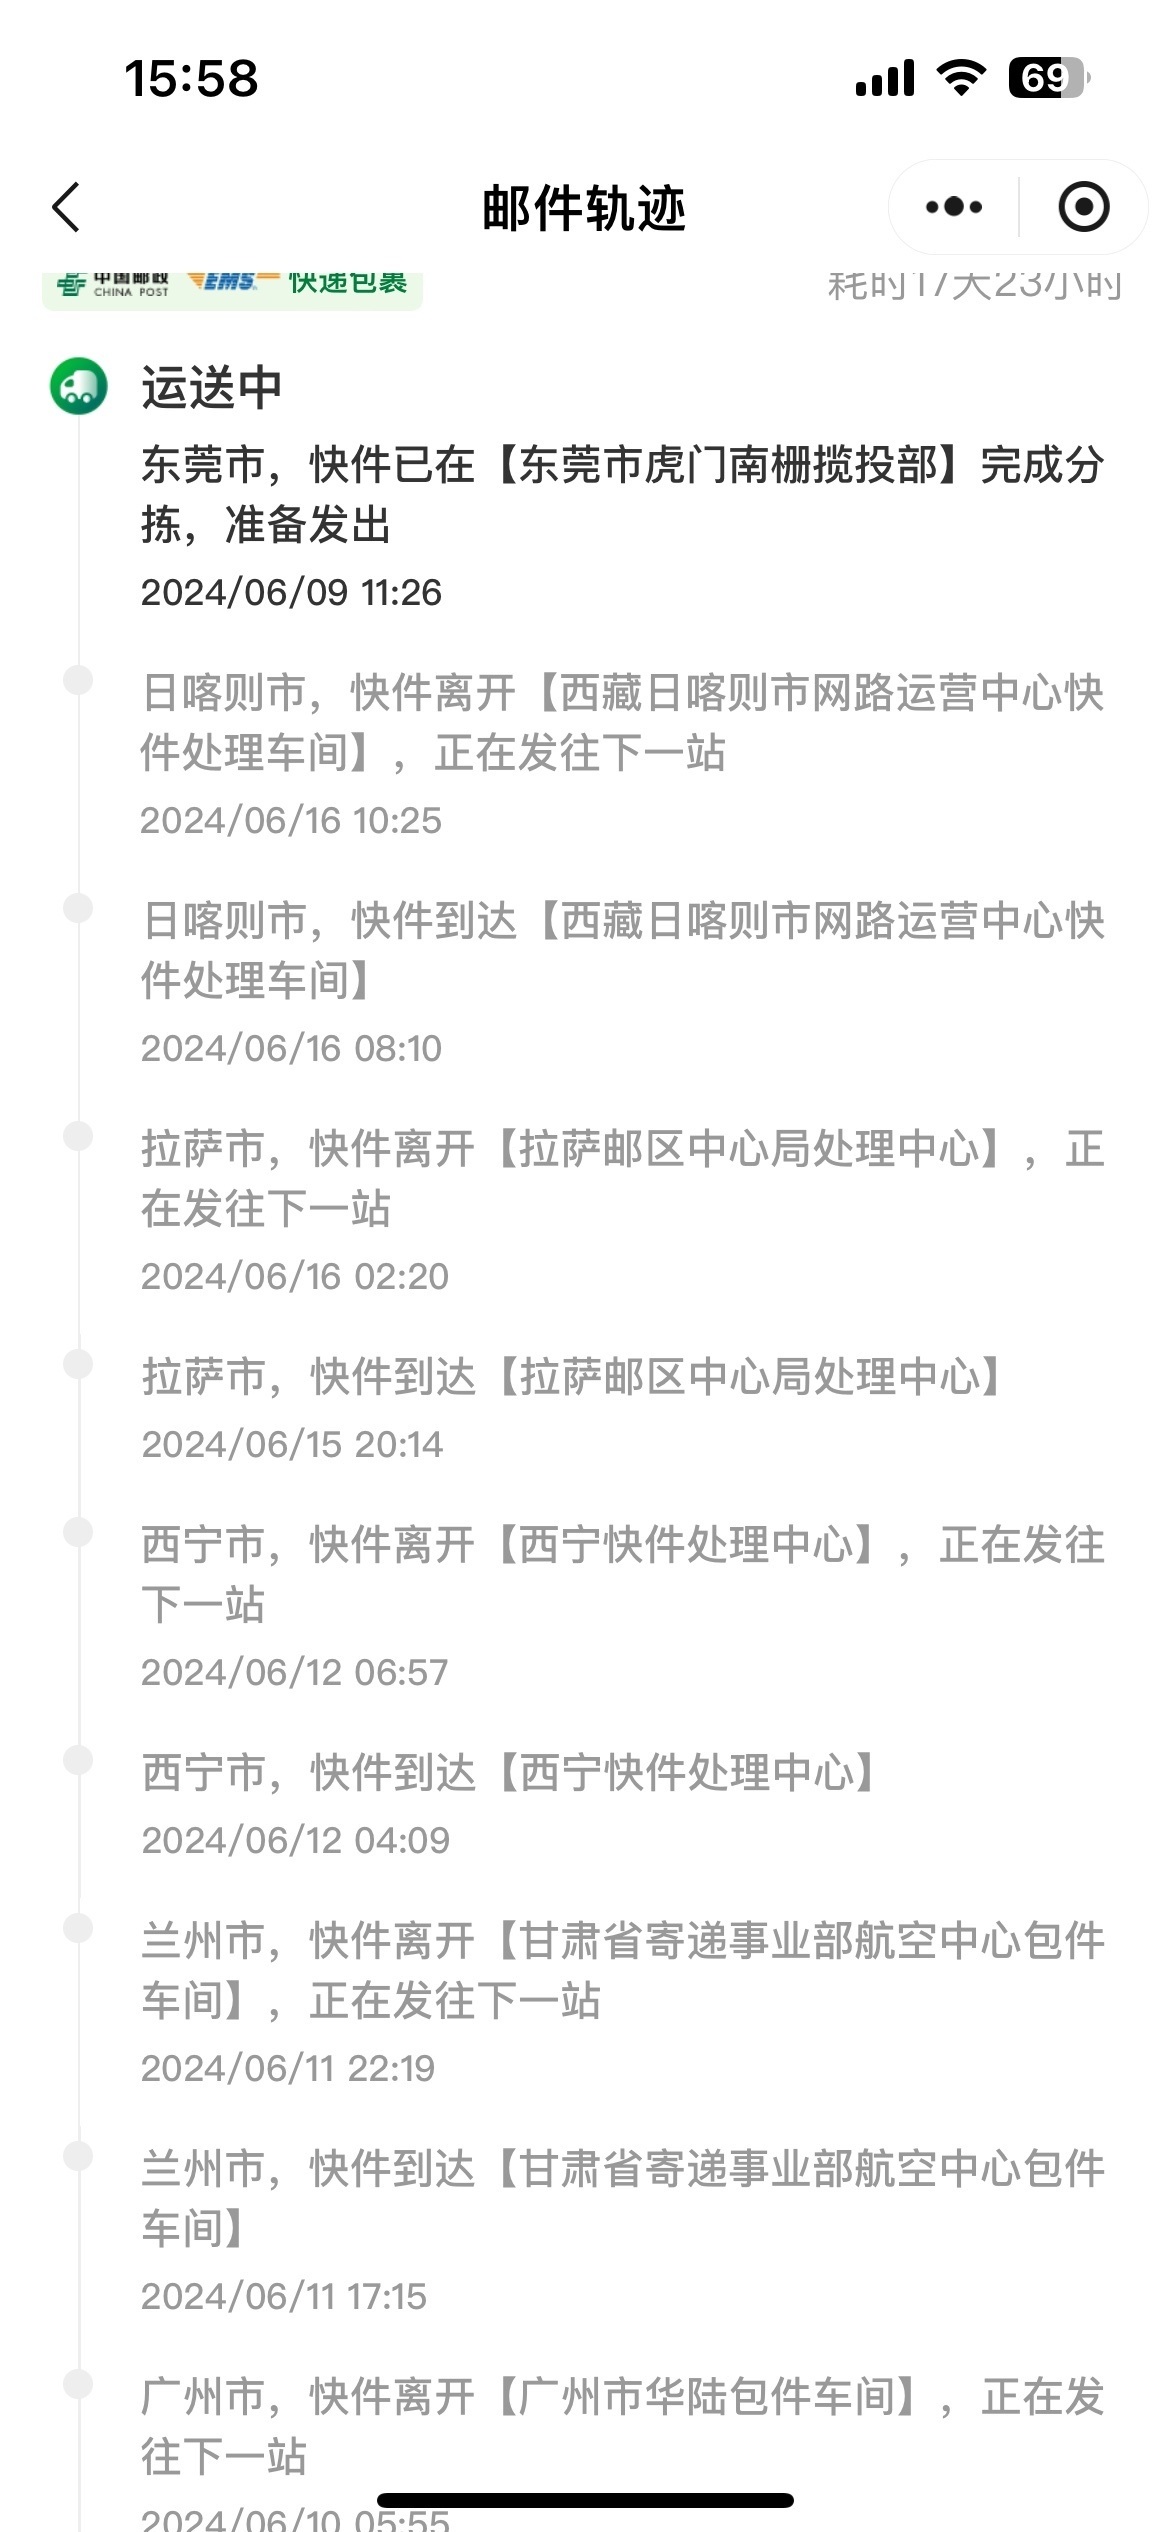 15:58
69
邮件轨迹
中国邮政 CHINA POST EMS 快递包裹
耗时17天23小时
运送中
东莞市，快件已在【东莞市虎门南栅揽投部】完成分
拣，准备发出
2024/06/09 11:26
日喀则市，快件离开【西藏日喀则市网路运营中心快
件处理车间】，正在发往下一站
2024/06/16 10:25
日喀则市，快件到达【西藏日喀则市网路运营中心快
件处理车间】
2024/06/16 08:10
拉萨市，快件离开【拉萨邮区中心局处理中心】，正
在发往下一站
2024/06/16 02:20
拉萨市，快件到达【拉萨邮区中心局处理中心】
2024/06/15 20:14
西宁市，快件离开【西宁快件处理中心】，正在发往
下一站
2024/06/12 06:57
西宁市，快件到达【西宁快件处理中心】
2024/06/12 04:09
兰州市，快件离开【甘肃省寄递事业部航空中心包件
车间】，正在发往下一站
2024/06/11 22:19
兰州市，快件到达【甘肃省寄递事业部航空中心包件
车间】
2024/06/11 17:15
广州市，快件离开【广州市华陆包件车间】，正在发
往下一站
2024/06/10 05:55